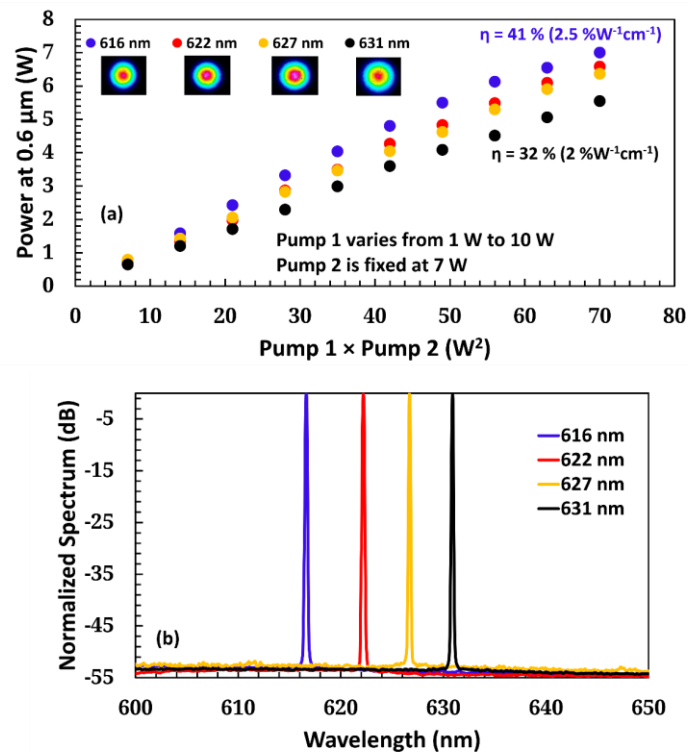 616 nm 622 nm 627 nm 631 nm
η = 41 % (2.5 %W⁻¹cm⁻¹)
8
7
6
5
4
3
2
1
0
Power at 0.6 µm (W)
η = 32 % (2 %W⁻¹cm⁻¹)
(a)
Pump 1 varies from 1 W to 10 W
Pump 2 is fixed at 7 W
0 10 20 30 40 50 60 70 80
Pump 1 × Pump 2 (W²)
-5
-15
-25
-35
-45
-55
Normalized Spectrum (dB)
616 nm
622 nm
627 nm
631 nm
(b)
600 610 620 630 640 650
Wavelength (nm)